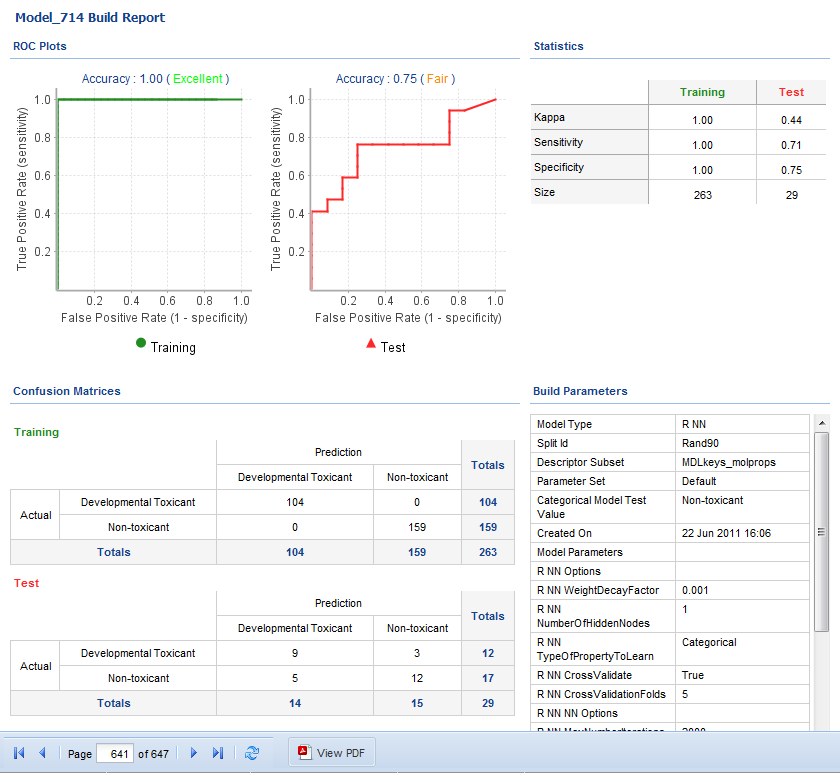 Model_714 Build Report
ROC Plots
Accuracy : 1.00 ( Excellent )
True Positive Rate (sensitivity)
1.0
0.8
0.6
0.4
0.2
0.2 0.4 0.6 0.8 1.0
False Positive Rate (1 - specificity)
Training
Accuracy : 0.75 ( Fair )
True Positive Rate (sensitivity)
1.0
0.8
0.6
0.4
0.2
0.2 0.4 0.6 0.8 1.0
False Positive Rate (1 - specificity)
Test
Statistics
Training Test
Kappa 1.00 0.44
Sensitivity 1.00 0.71
Specificity 1.00 0.75
Size 263 29
Confusion Matrices
Training
Prediction Totals
Developmental Toxicant Non-toxicant
Actual Developmental Toxicant 104 0 104
Non-toxicant 0 159 159
Totals 104 159 263
Test
Prediction Totals
Developmental Toxicant Non-toxicant
Actual Developmental Toxicant 9 3 12
Non-toxicant 5 12 17
Totals 14 15 29
Build Parameters
Model Type R NN
Split Id Rand90
Descriptor Subset MDLkeys_molprops
Parameter Set Default
Categorical Model Test Non-toxicant
Value
Created On 22 Jun 2011 16:06
Model Parameters
R NN Options
R NN WeightDecayFactor 0.001
R NN 1
NumberOfHiddenNodes
R NN Categorical
TypeOfPropertyToLearn
R NN CrossValidate True
R NN CrossValidationFolds 5
R NN NN Options
Page 641 of 647
View PDF